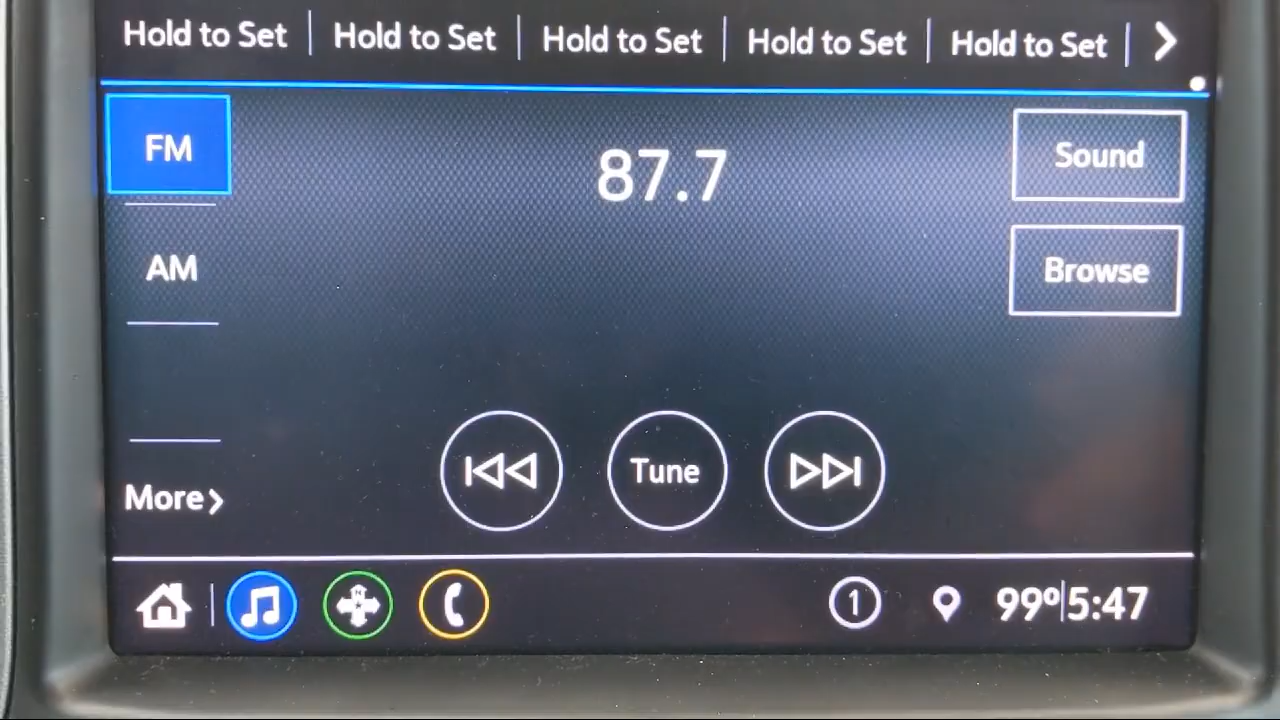 Hold to Set Hold to Set Hold to Set Hold to Set Hold to Set
FM
87.7
Sound
AM
Browse
Tune
More
1 99º 5:47